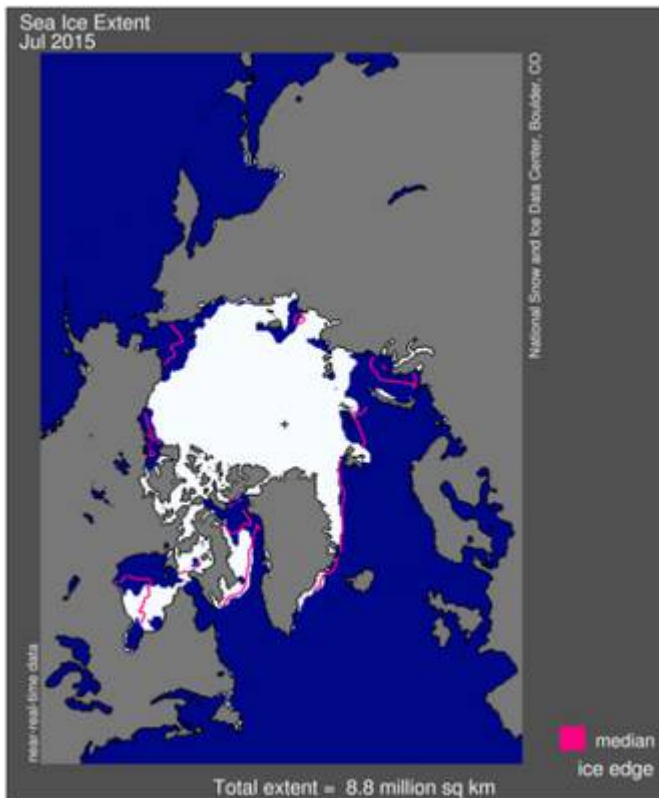 Sea Ice Extent
Jul 2015
National Snow and Ice Data Center, Boulder, CO
near-real-time data
median
ice edge
Total extent = 8.8 million sq km